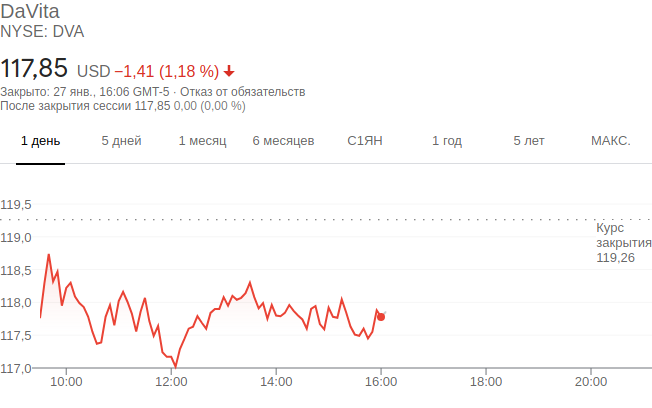 DaVita
NYSE: DVA
117,85 USD −1,41 (1,18 %)
Закрыто: 27 янв., 16:06 GMT-5 · Отказ от обязательств
После закрытия сессии 117,85 0,00 (0,00 %)
1 день 5 дней 1 месяц 6 месяцев С1ЯН 1 год 5 лет МАКС.
119,5
Курс
119,0
закрытия
119,26
118,5
118,0
117,5
117,0
10:00 12:00 14:00 16:00 18:00 20:00